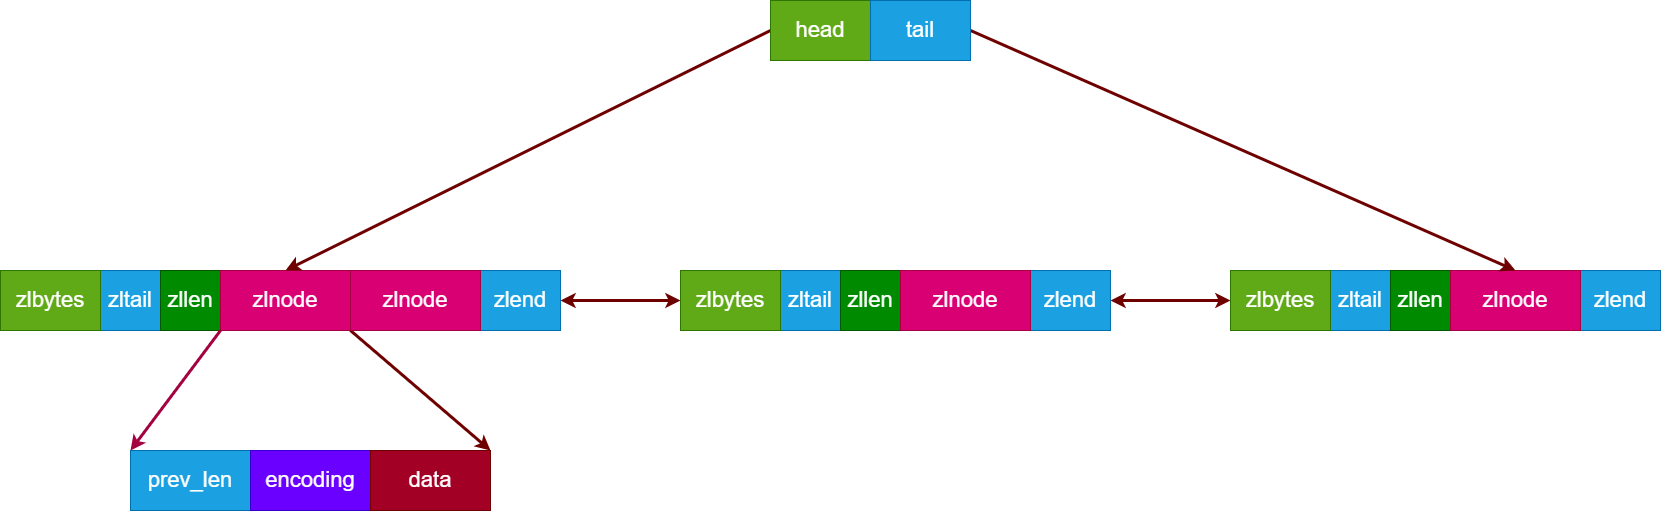 head tail
zlbytes zltail zllen zlnode zlnode zlend zlbytes zltail zllen zlnode zlend zlbytes zltail zllen zlnode zlend
prev_len encoding data